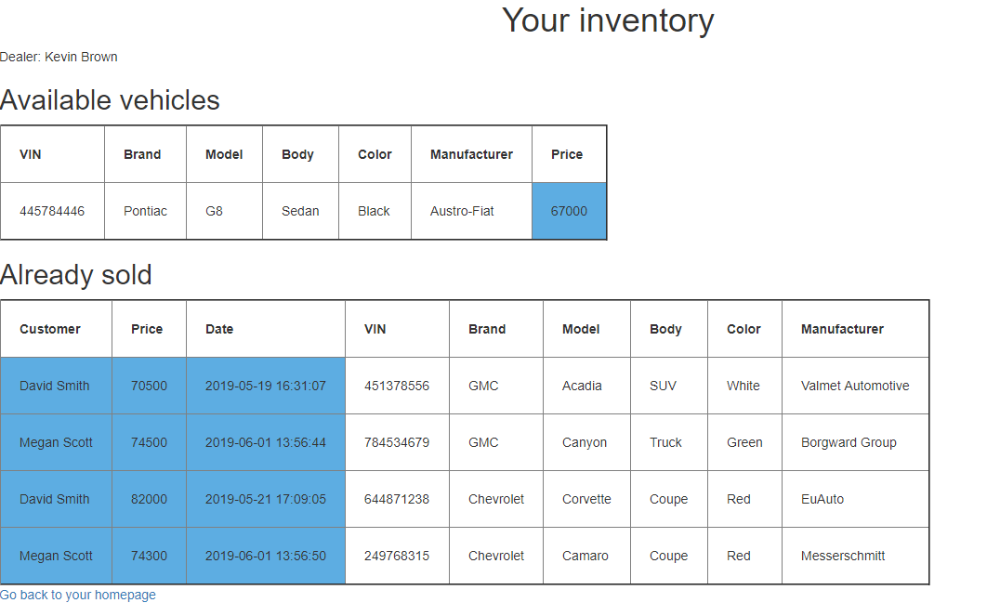 Your inventory
Dealer: Kevin Brown
Available vehicles
VIN Brand Model Body Color Manufacturer Price
445784446 Pontiac G8 Sedan Black Austro-Fiat 67000
Already sold
Customer Price Date VIN Brand Model Body Color Manufacturer
David Smith 70500 2019-05-19 16:31:07 451378556 GMC Acadia SUV White Valmet Automotive
Megan Scott 74500 2019-06-01 13:56:44 784534679 GMC Canyon Truck Green Borgward Group
David Smith 82000 2019-05-21 17:09:05 644871238 Chevrolet Corvette Coupe Red EuAuto
Megan Scott 74300 2019-06-01 13:56:50 249768315 Chevrolet Camaro Coupe Red Messerschmitt
Go back to your homepage